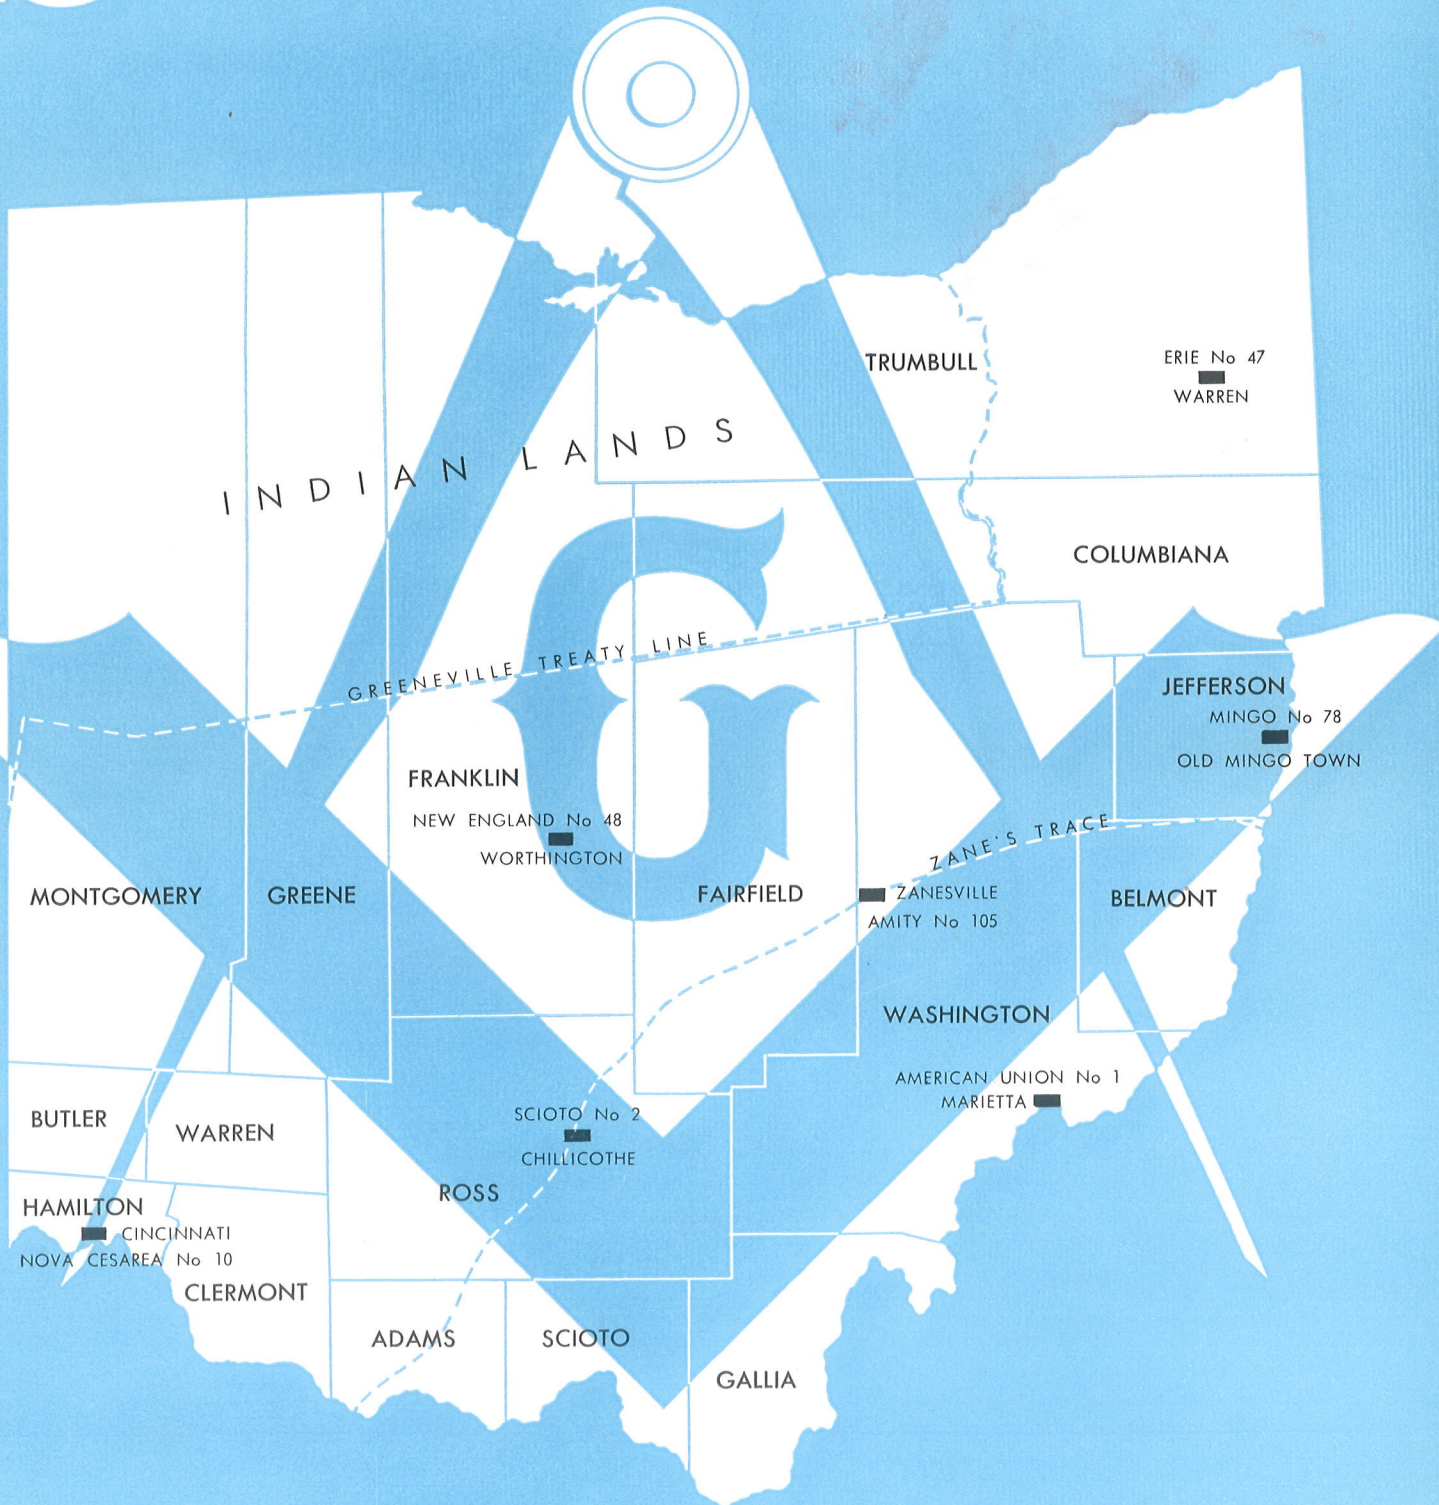 TRUMBULL
ERIE No 47
WARREN
INDIAN LANDS
COLUMBIANA
GREENEVILLE TREATY LINE
JEFFERSON
MINGO No 78
OLD MINGO TOWN
FRANKLIN
NEW ENGLAND No 48
WORTHINGTON
G
ZANE'S TRACE
MONTGOMERY
GREENE
FAIRFIELD
ZANESVILLE
AMITY No 105
BELMONT
WASHINGTON
AMERICAN UNION No 1
MARIETTA
BUTLER
WARREN
SCIOTO No 2
CHILLICOTHE
ROSS
HAMILTON
CINCINNATI
NOVA CESAREA No 10
CLERMONT
ADAMS
SCIOTO
GALLIA